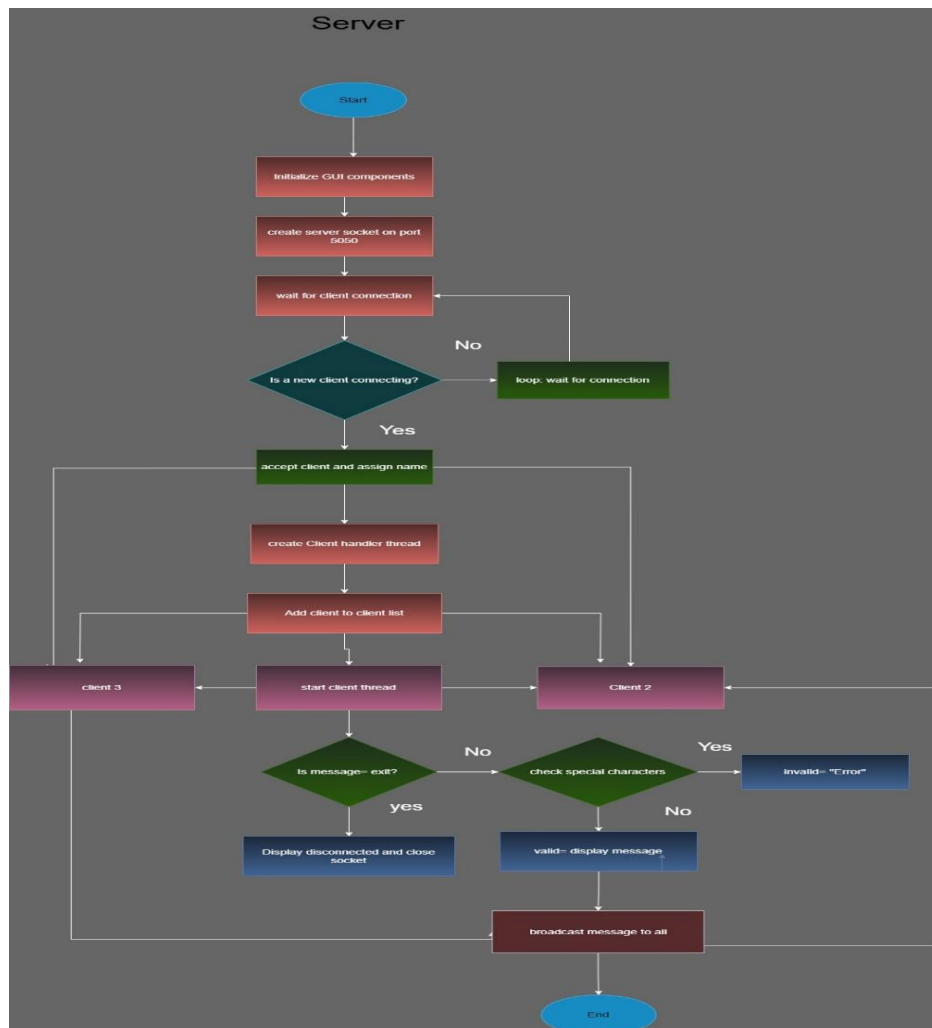 Server
Start
Initialize GUI components
create server socket on port
5050
wait for client connection
No
Is a new client connecting?
loop: wait for connection
Yes
accept client and assign name
create Client handler thread
Add client to client list
client 3
start client thread
Client 2
No
Yes
Is message= exit?
check special characters
invalid= "Error"
yes
No
Display disconnected and close
socket
valid= display message
broadcast message to all
End